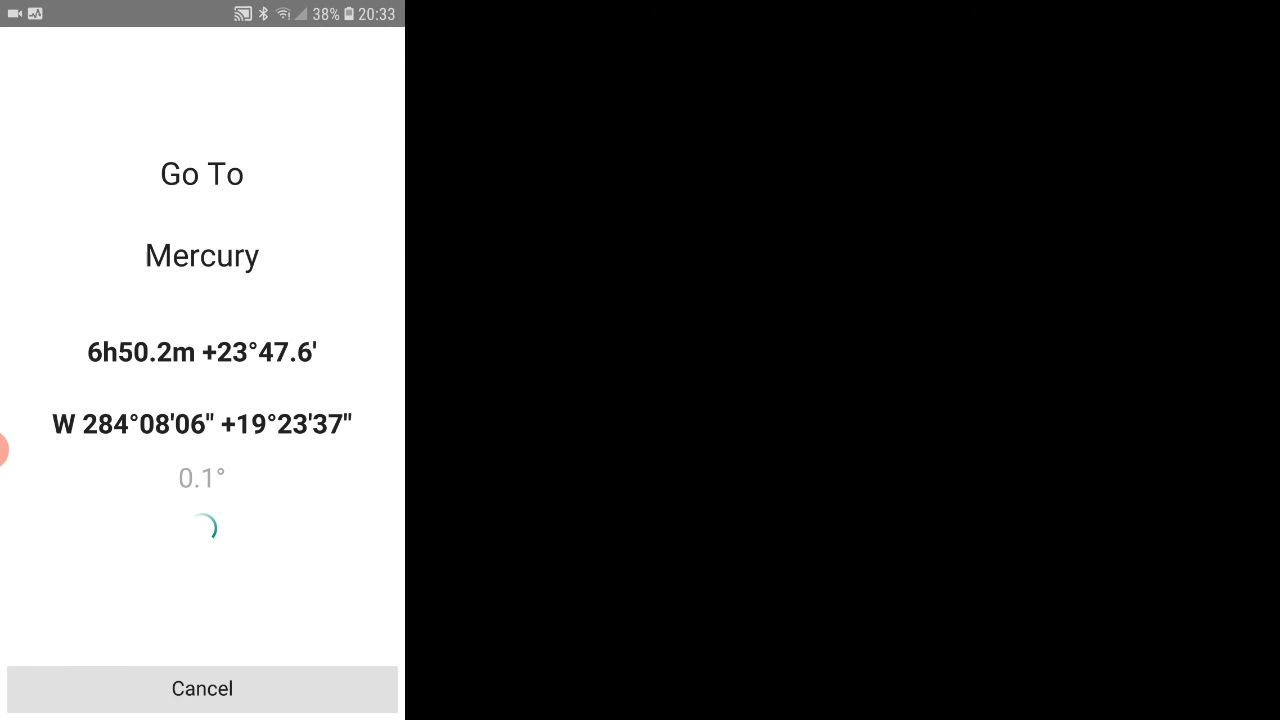 38% 20:33
Go To
Mercury
6h50.2m +23°47.6'
W 284°08'06" +19°23'37"
0.1°
Cancel